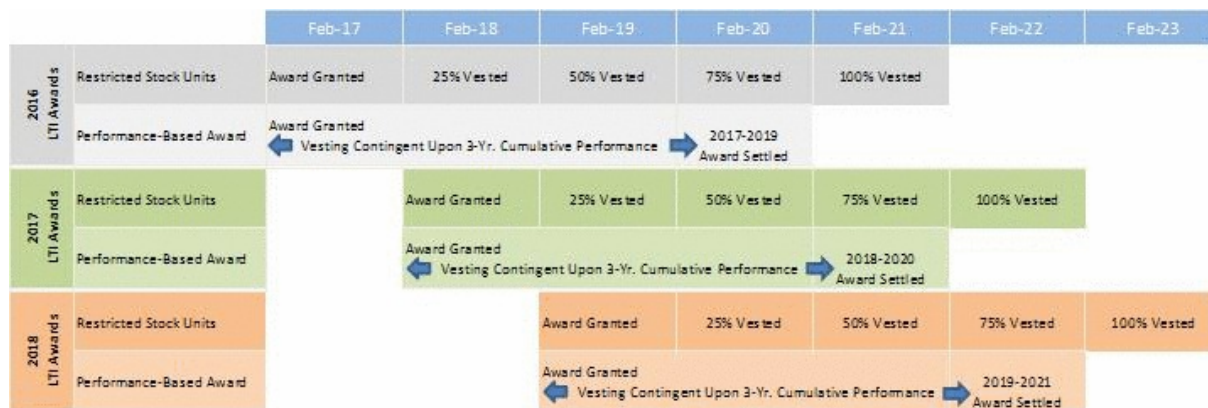 Feb-17 Feb-18 Feb-19 Feb-20 Feb-21 Feb-22 Feb-23
2016
LTI Awards
Restricted Stock Units Award Granted 25% Vested 50% Vested 75% Vested 100% Vested
Performance-Based Award
Award Granted
Vesting Contingent Upon 3-Yr. Cumulative Performance
2017-2019
Award Settled
2017
LTI Awards
Restricted Stock Units Award Granted 25% Vested 50% Vested 75% Vested 100% Vested
Performance-Based Award
Award Granted
Vesting Contingent Upon 3-Yr. Cumulative Performance
2018-2020
Award Settled
2018
LTI Awards
Restricted Stock Units Award Granted 25% Vested 50% Vested 75% Vested 100% Vested
Performance-Based Award
Award Granted
Vesting Contingent Upon 3-Yr. Cumulative Performance
2019-2021
Award Settled